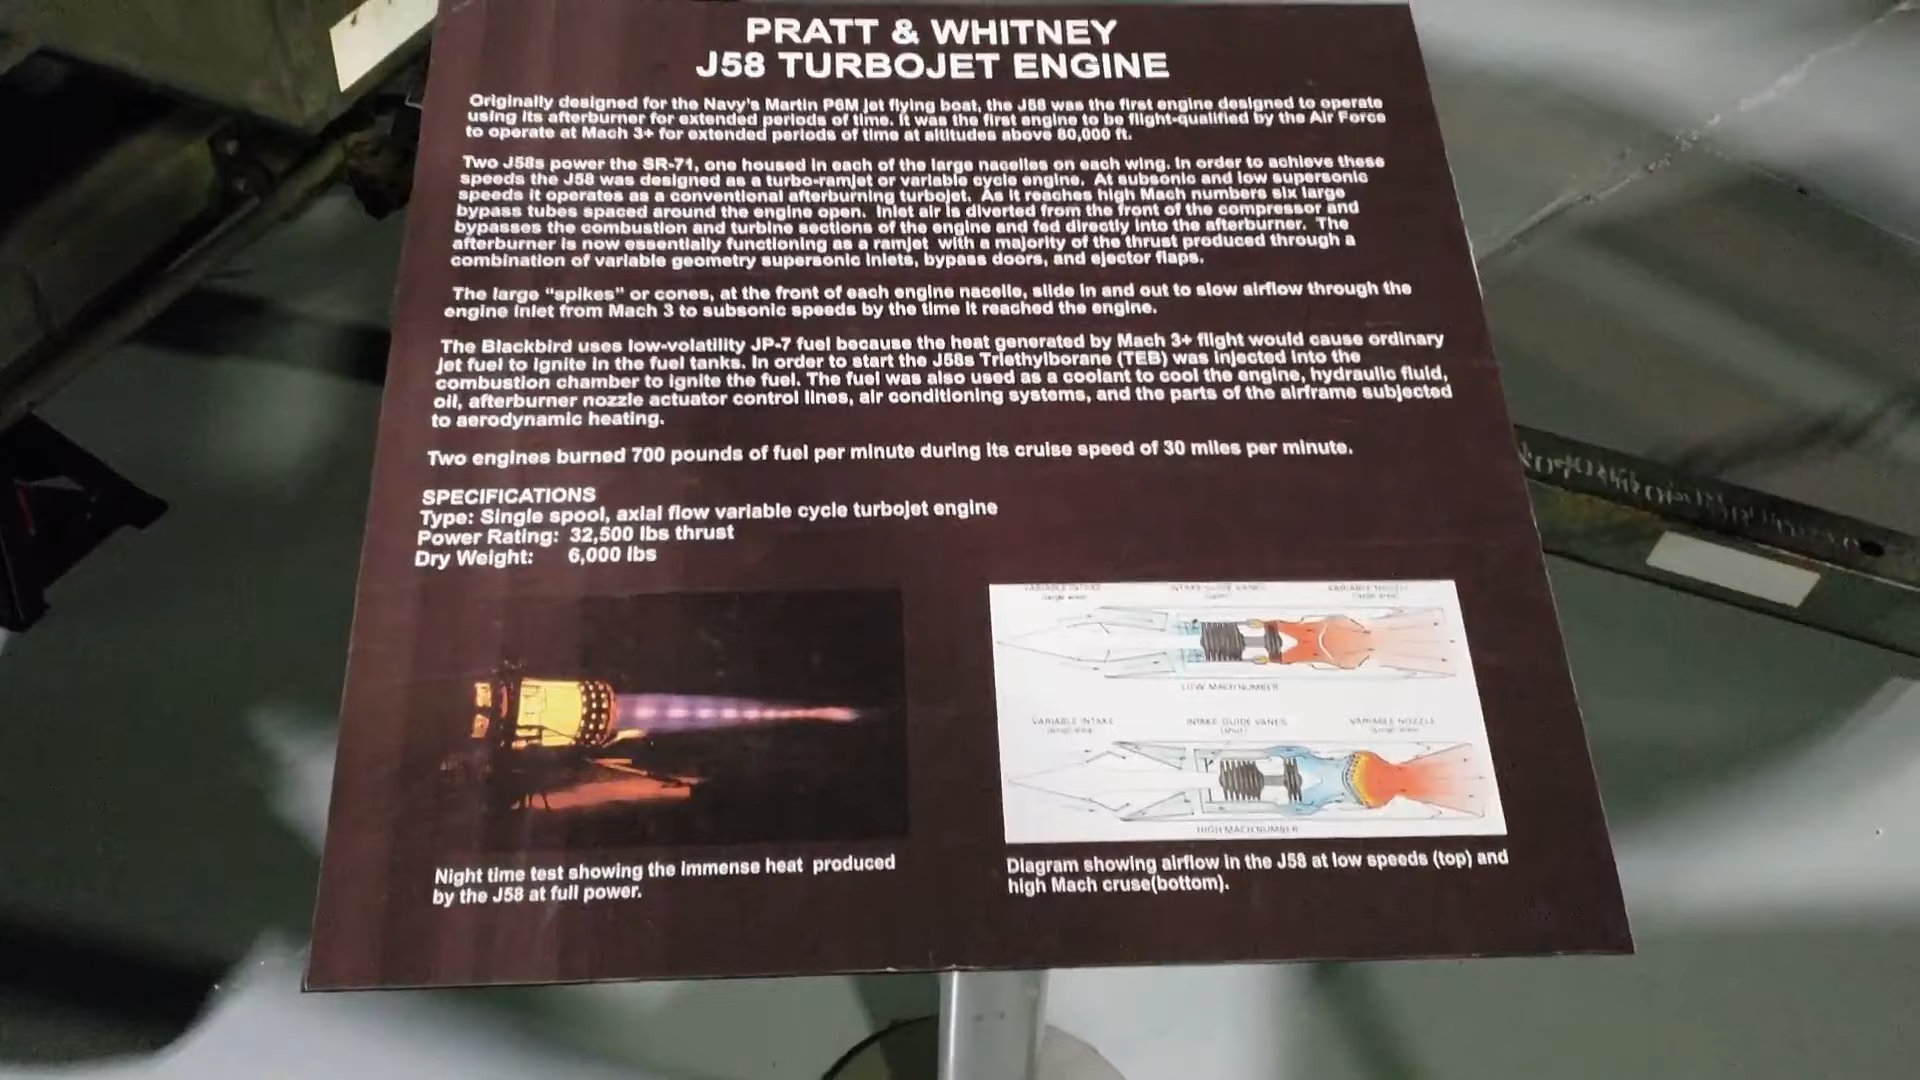 PRATT & WHITNEY
J58 TURBOJET ENGINE
Originally designed for the Navy's Martin P6M jet flying boat, the J58 was the first engine designed to operate
using its afterburner for extended periods of time. It was the first engine to be flight-qualified by the Air Force
to operate at Mach 3+ for extended periods of time at altitudes above 80,000 ft.
Two J58s power the SR-71, one housed in each of the large nacelles on each wing. In order to achieve these
speeds the J58 was designed as a turbo-ramjet or variable cycle engine. At subsonic and low supersonic
speeds it operates as a conventional afterburning turbojet. As it reaches high Mach numbers six large
bypass tubes spaced around the engine open. Inlet air is diverted from the front of the compressor and
bypasses the combustion and turbine sections of the engine and fed directly into the afterburner. The
afterburner is now essentially functioning as a ramjet with a majority of the thrust produced through a
combination of variable geometry supersonic inlets, bypass doors, and ejector flaps.
The large "spikes" or cones, at the front of each engine nacelle, slide in and out to slow airflow through the
engine inlet from Mach 3 to subsonic speeds by the time it reached the engine.
The Blackbird uses low-volatility JP-7 fuel because the heat generated by Mach 3+ flight would cause ordinary
jet fuel to ignite in the fuel tanks. In order to start the J58s Triethylborane (TEB) was injected into the
combustion chamber to ignite the fuel. The fuel was also used as a coolant to cool the engine, hydraulic fluid,
oil, afterburner nozzle actuator control lines, air conditioning systems, and the parts of the airframe subjected
to aerodynamic heating.
Two engines burned 700 pounds of fuel per minute during its cruise speed of 30 miles per minute.
SPECIFICATIONS
Type: Single spool, axial flow variable cycle turbojet engine
Power Rating: 32,500 lbs thrust
Dry Weight: 6,000 lbs
VARIABLE INTAKE INTAKE GUIDE VANES VARIABLE NOZZLE
(large area) (open) (large area)
LOW MACH NUMBER
VARIABLE INTAKE INTAKE GUIDE VANES VARIABLE NOZZLE
(small area) (shut) (small area)
HIGH MACH NUMBER
Night time test showing the immense heat produced
by the J58 at full power.
Diagram showing airflow in the J58 at low speeds (top) and
high Mach cruse(bottom).